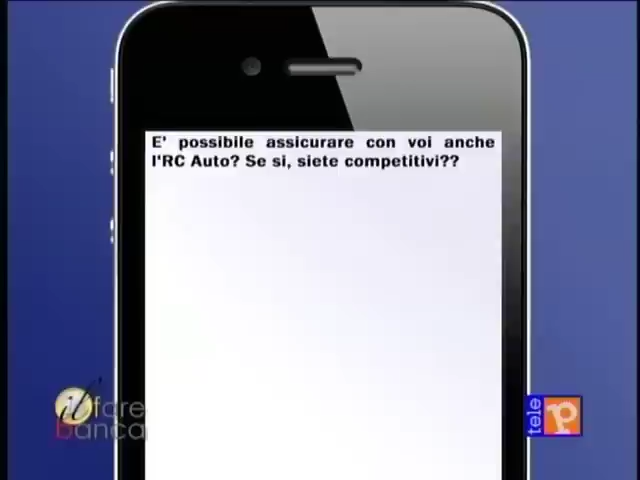 E' possibile assicurare con voi anche
l'RC Auto? Se si, siete competitivi??
il fare
banca
tele p